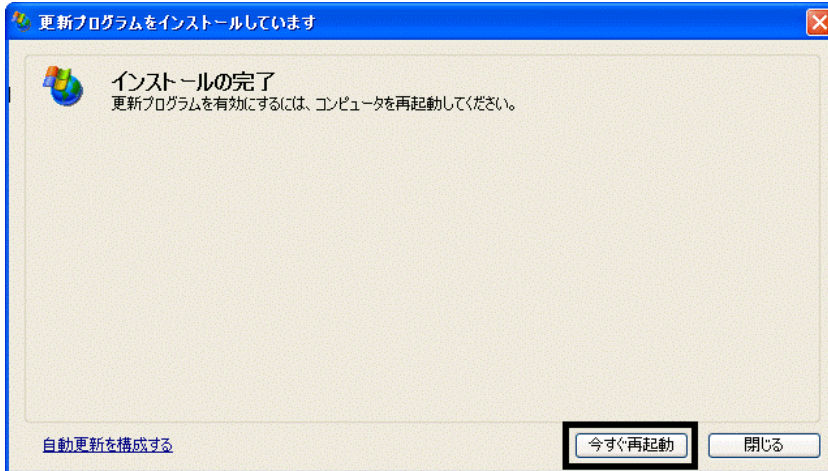 更新プログラムをインストールしています
インストールの完了
更新プログラムを有効にするには、コンピュータを再起動してください。
自動更新を構成する
今すぐ再起動
閉じる